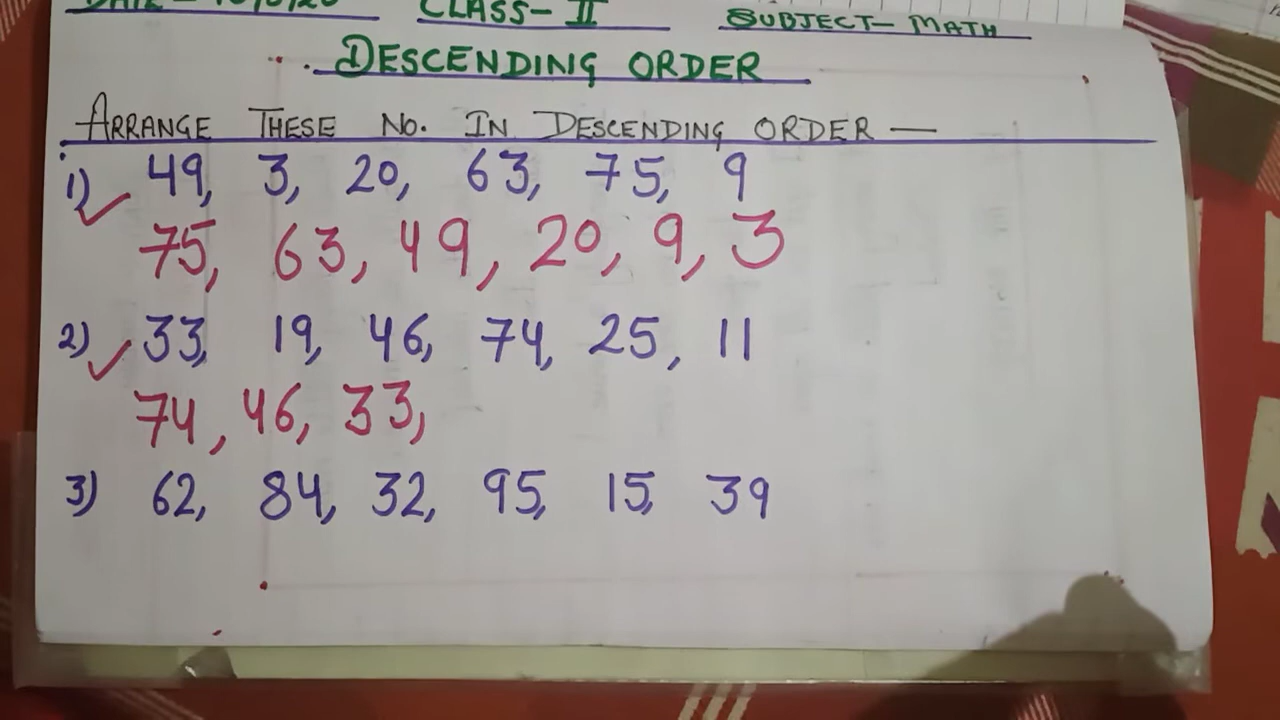 CLASS- II SUBJECT- MATH
DESCENDING ORDER
ARRANGE THESE NO. IN DESCENDING ORDER —
1) 49, 3, 20, 63, 75, 9
75, 63, 49, 20, 9, 3
2) 33, 19, 46, 74, 25, 11
74, 46, 33,
3) 62, 84, 32, 95, 15, 39